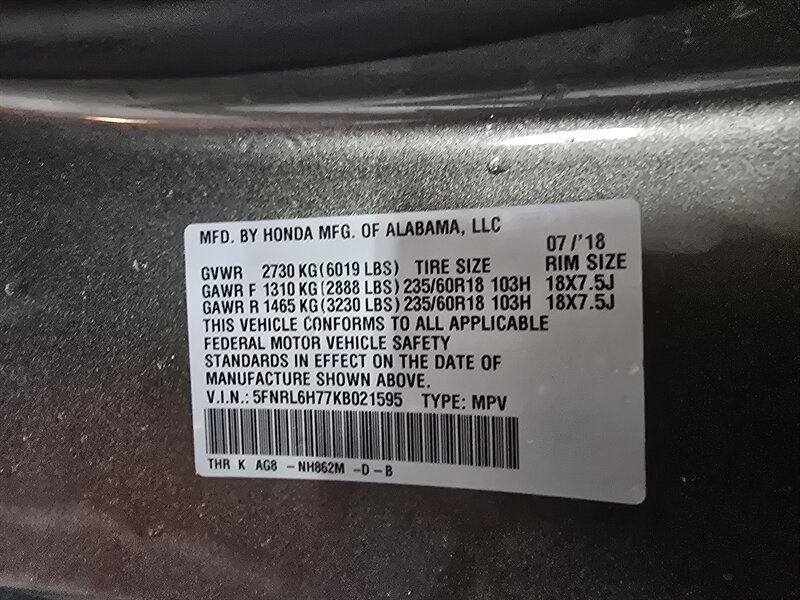 MFD. BY HONDA MFG. OF ALABAMA, LLC
07/'18
GVWR 2730 KG(6019 LBS) TIRE SIZE RIM SIZE
GAWR F 1310 KG(2888 LBS)235/60R18 103H 18X7.5J
GAWR R 1465 KG(3230 LBS)235/60R18 103H 18X7.5J
THIS VEHICLE CONFORMS TO ALL APPLICABLE
FEDERAL MOTOR VEHICLE SAFETY
STANDARDS IN EFFECT ON THE DATE OF
MANUFACTURE SHOWN ABOVE.
V.I.N.: 5FNRL6H77KB021595 TYPE: MPV
THR K AG8 -NH862M -D-B